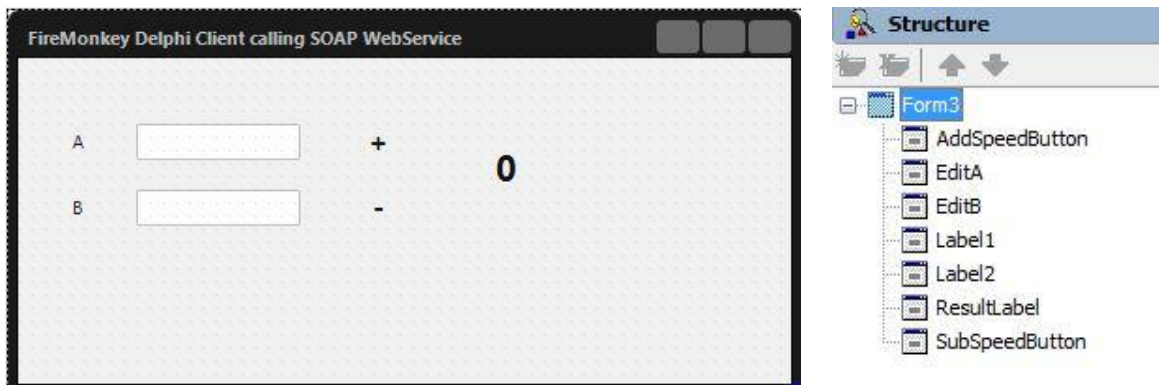 FireMonkey Delphi Client calling SOAP WebService
A
+
0
B
-
Structure
Form3
AddSpeedButton
EditA
EditB
Label1
Label2
ResultLabel
SubSpeedButton